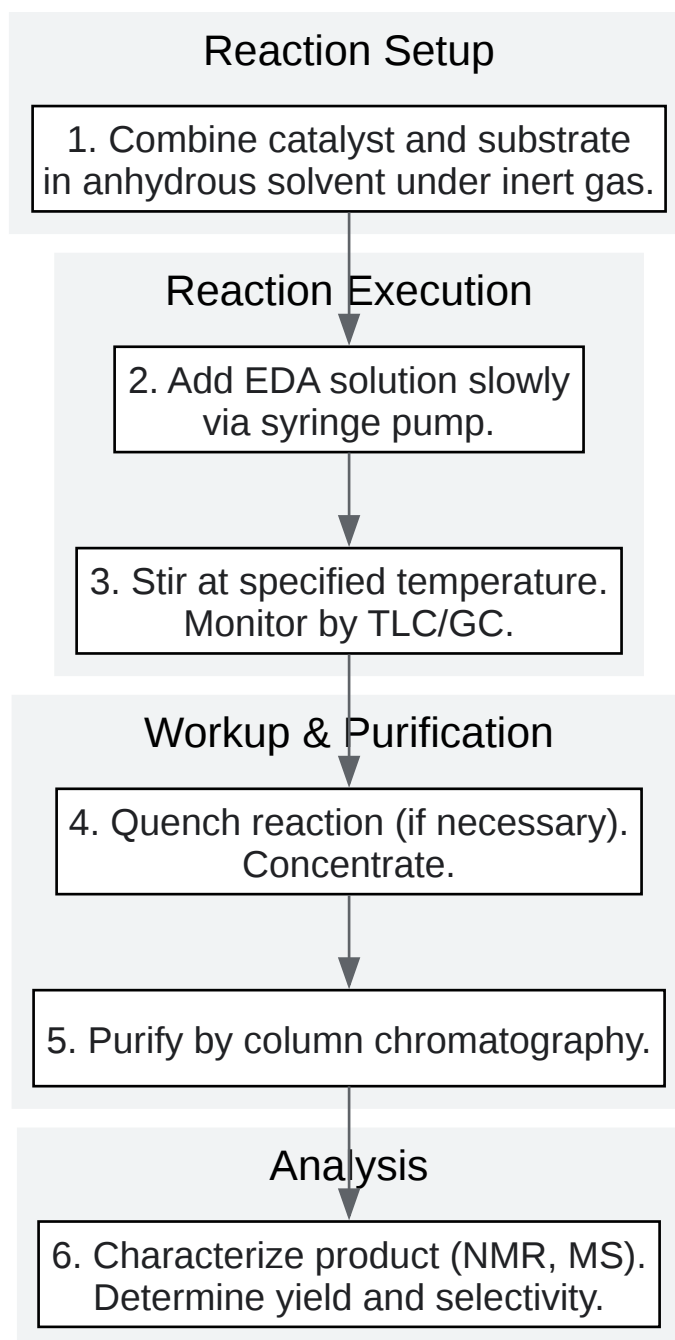 Reaction Setup
1. Combine catalyst and substrate
in anhydrous solvent under inert gas.
Reaction Execution
2. Add EDA solution slowly
via syringe pump.
3. Stir at specified temperature.
Monitor by TLC/GC.
Workup & Purification
4. Quench reaction (if necessary).
Concentrate.
5. Purify by column chromatography.
Analysis
6. Characterize product (NMR, MS).
Determine yield and selectivity.